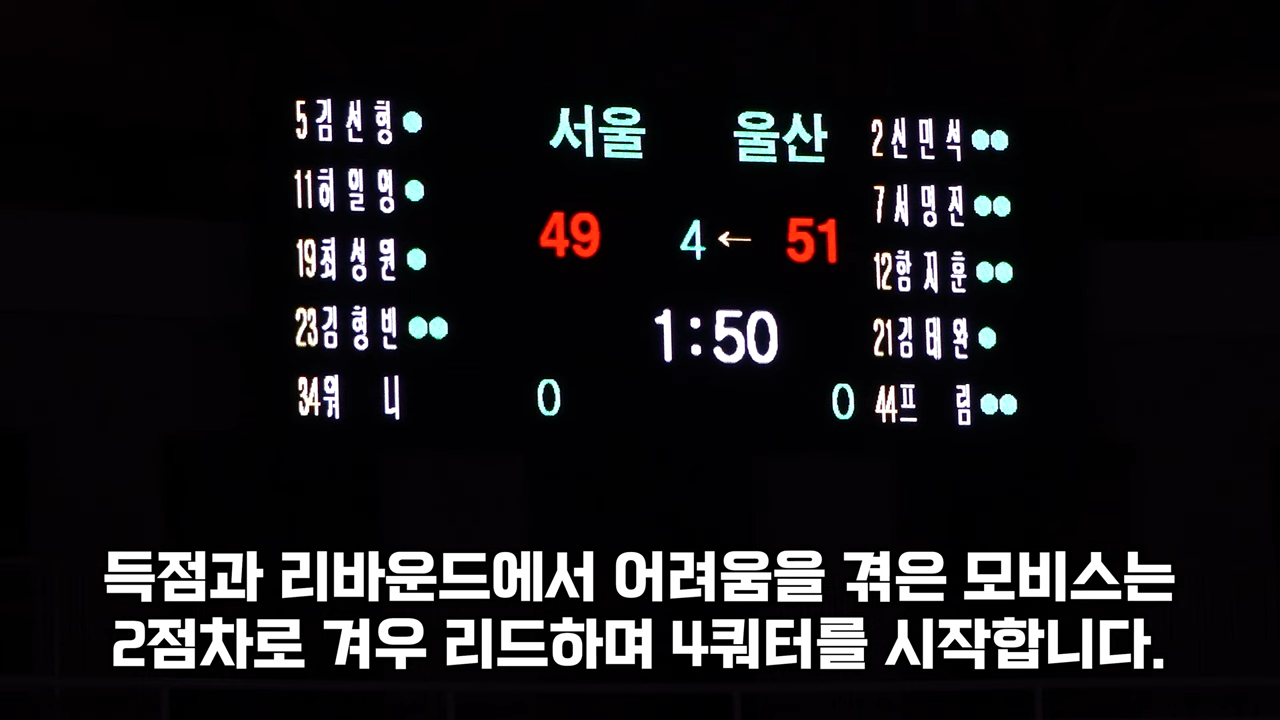 서울 울산
5김선형
11허일영
19최성원
23김형빈
34워니
49 4← 51
1:50
0 0
2신민석
7서명진
12함지훈
21김태완
44프림
득점과 리바운드에서 어려움을 겪은 모비스는
2점차로 겨우 리드하며 4쿼터를 시작합니다.